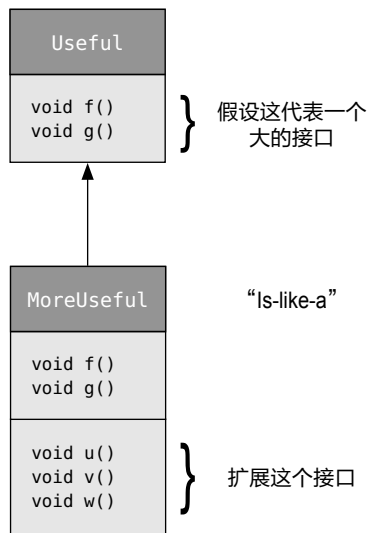 Useful
void f()
void g()
假设这代表一个
大的接口
MoreUseful
“Is-like-a”
void f()
void g()
void u()
void v()
void w()
扩展这个接口